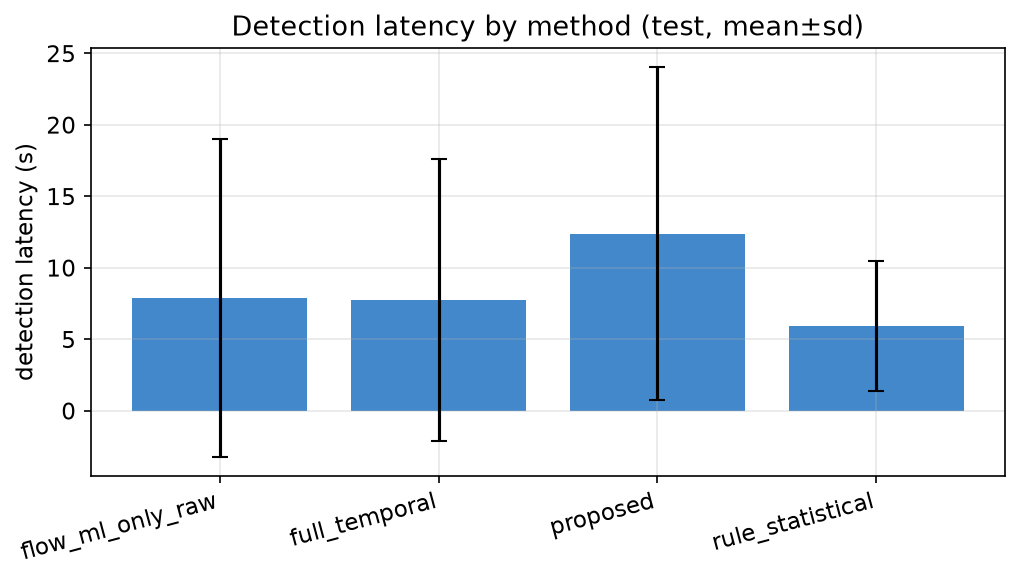 Detection latency by method (test, mean±sd)
detection latency (s)
25
20
15
10
5
0
flow_ml_only_raw
full_temporal
proposed
rule_statistical